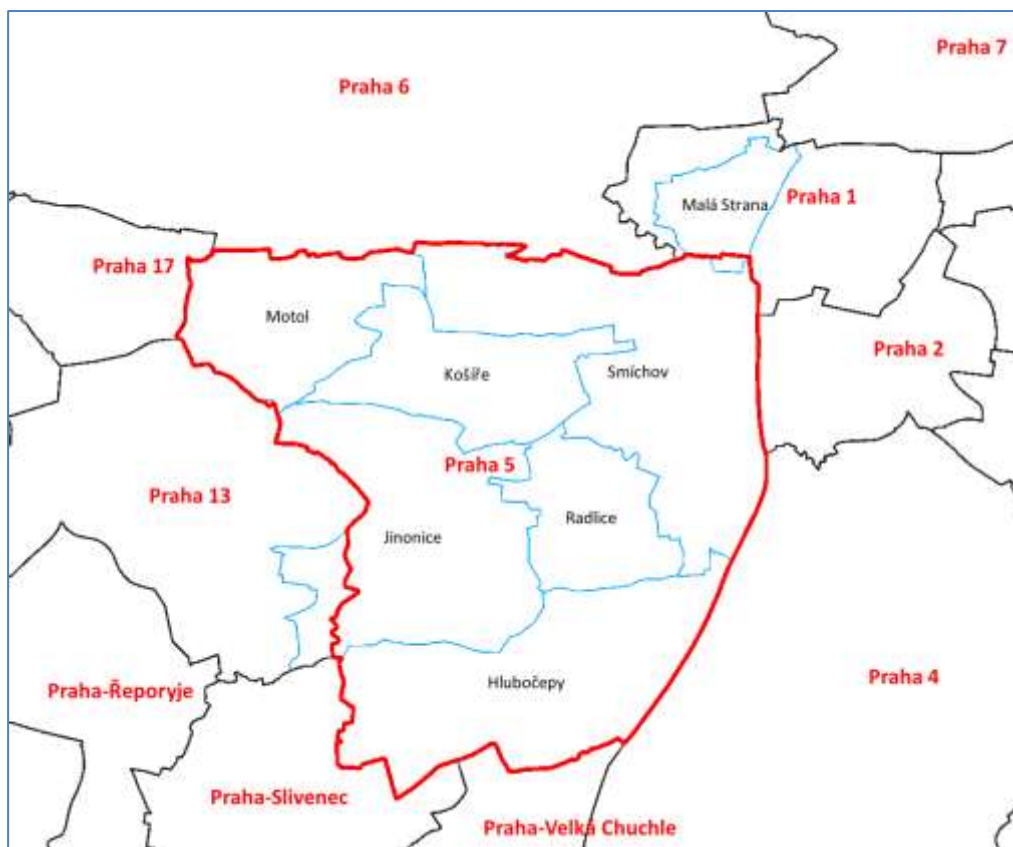 Praha 7
Praha 6
Malá Strana
Praha 1
Praha 17
Motol
Praha 2
Košíře
Smíchov
Praha 5
Praha 13
Radlice
Jinonice
Praha 4
Hlubočepy
Praha-Řeporyje
Praha-Slivenec
Praha-Velká Chuchle